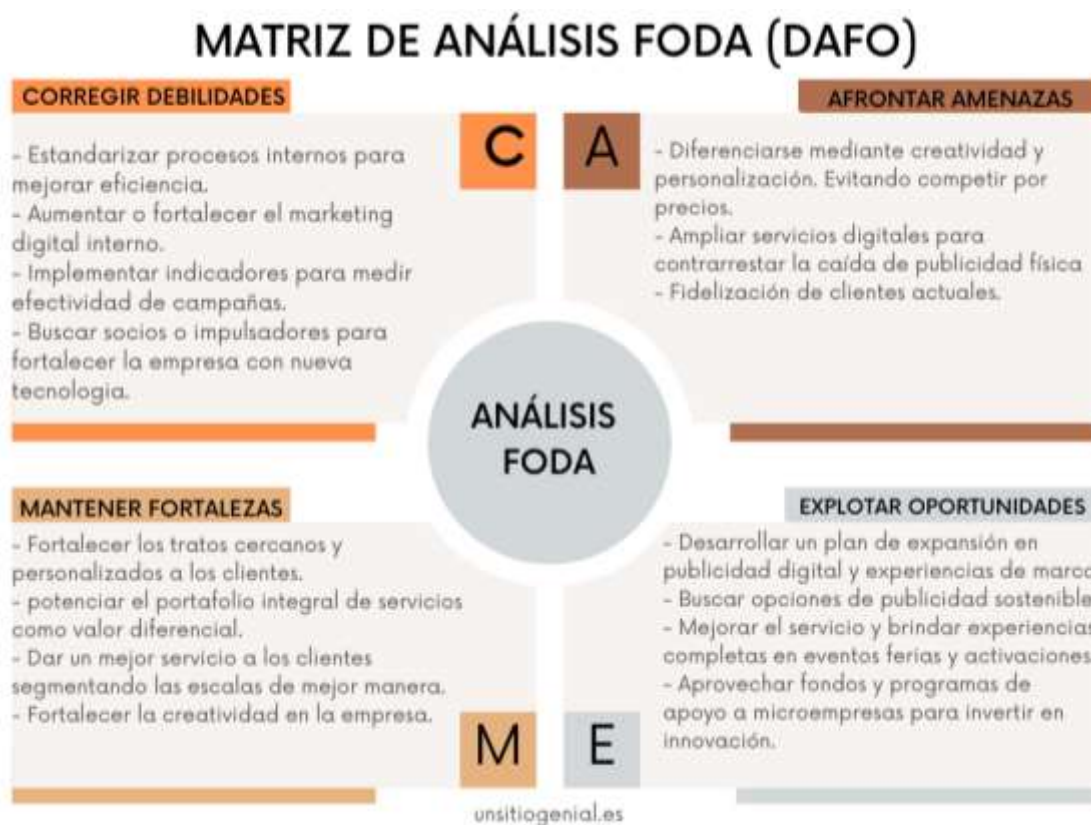 MATRIZ DE ANÁLISIS FODA (DAFO)
CORREGIR DEBILIDADES
C
- Estandarizar procesos internos para
mejorar eficiencia.
- Aumentar o fortalecer el marketing
digital interno.
- Implementar indicadores para medir
efectividad de campañas.
- Buscar socios o impulsadores para
fortalecer la empresa con nueva
tecnologia.
AFRONTAR AMENAZAS
A
- Diferenciarse mediante creatividad y
personalización. Evitando competir por
precios.
- Ampliar servicios digitales para
contrarrestar la caída de publicidad física
- Fidelización de clientes actuales.
ANÁLISIS
FODA
MANTENER FORTALEZAS
- Fortalecer los tratos cercanos y
personalizados a los clientes.
- potenciar el portafolio integral de servicios
como valor diferencial.
- Dar un mejor servicio a los clientes
segmentando las escalas de mejor manera.
- Fortalecer la creatividad en la empresa.
M
EXPLOTAR OPORTUNIDADES
- Desarrollar un plan de expansión en
publicidad digital y experiencias de marca
- Buscar opciones de publicidad sostenible
- Mejorar el servicio y brindar experiencias
completas en eventos ferias y activaciones
- Aprovechar fondos y programas de
apoyo a microempresas para invertir en
innovación.
E
unsitiogenial.es